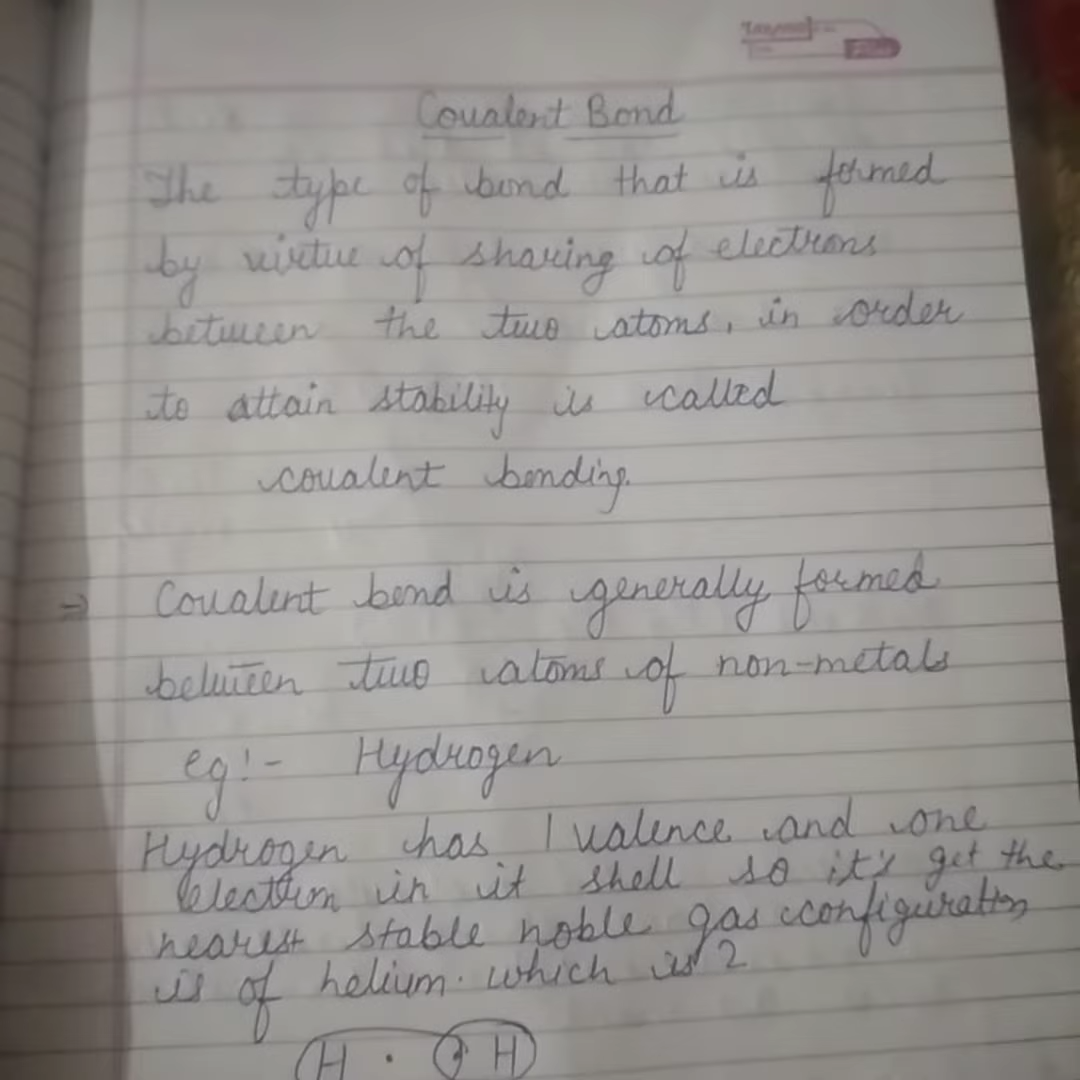 Covalent Bond
The type of bond that is formed
by virtue of sharing of electrons
between the two atoms, in order
to attain stability is called
covalent bonding.
→ Covalent bond is generally formed
between two atoms of non-metals
eg:- Hydrogen
Hydrogen has 1 valence and one
electron in it shell so it's get the
nearest stable noble gas configuration
is of helium. which is 2
H · H